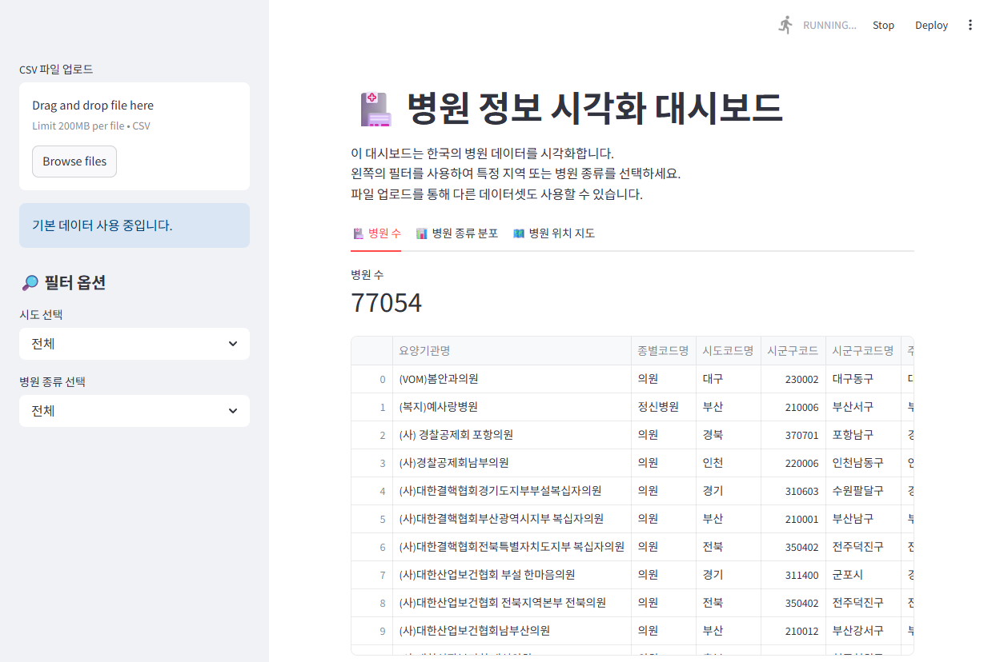 RUNNING...
Stop
Deploy
CSV 파일 업로드
Drag and drop file here
Limit 200MB per file • CSV
Browse files
기본 데이터 사용 중입니다.
필터 옵션
시도 선택
전체
병원 종류 선택
전체
병원 정보 시각화 대시보드
이 대시보드는 한국의 병원 데이터를 시각화합니다.
왼쪽의 필터를 사용하여 특정 지역 또는 병원 종류를 선택하세요.
파일 업로드를 통해 다른 데이터셋도 사용할 수 있습니다.
병원 수 병원 종류 분포 병원 위치 지도
병원 수
77054
요양기관명 종별코드명 시도코드명 시군구코드 시군구코드명
0 (VOM)봄안과의원 의원 대구 230002 대구동구
1 (복지)예사랑병원 정신병원 부산 210006 부산서구
2 (사) 경찰공제회 포항의원 의원 경북 370701 포항남구
3 (사)경찰공제회남부의원 의원 인천 220006 인천남동구
4 (사)대한결핵협회경기도지부부설복십자의원 의원 경기 310603 수원팔달구
5 (사)대한결핵협회부산광역시지부 복십자의원 의원 부산 210001 부산남구
6 (사)대한결핵협회전북특별자치도지부 복십자의원 의원 전북 350402 전주덕진구
7 (사)대한산업보건협회 부설 한마음의원 의원 경기 311400 군포시
8 (사)대한산업보건협회 전북지역본부 전북의원 의원 전북 350402 전주덕진구
9 (사)대한산업보건협회남부산의원 의원 부산 210012 부산강서구